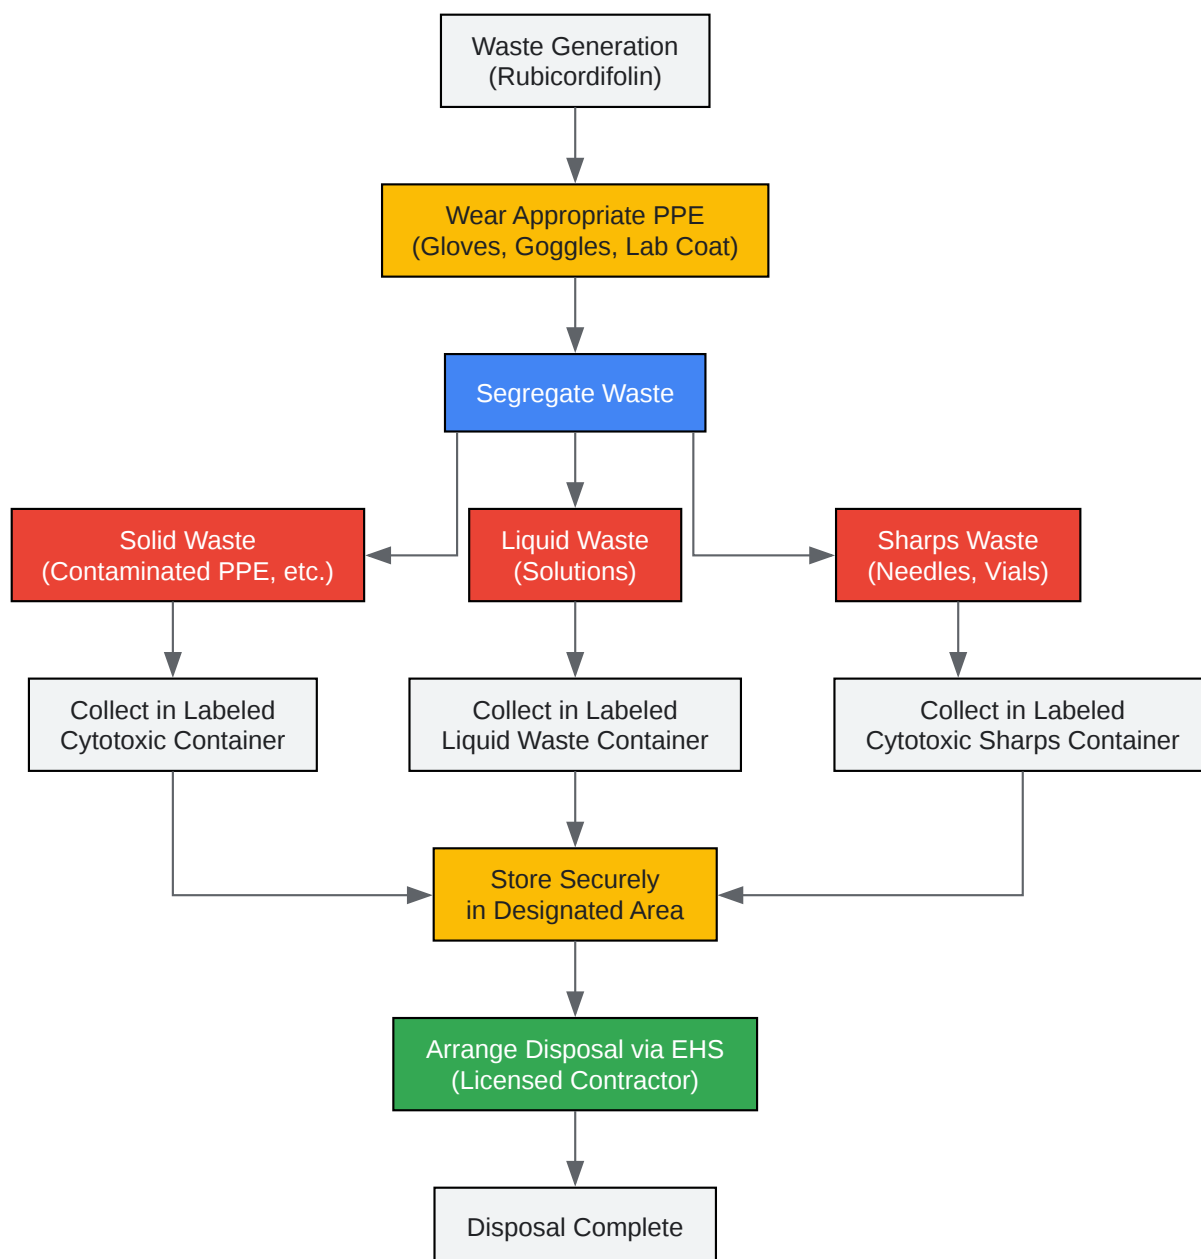 Waste Generation
(Rubicordifolin)
Wear Appropriate PPE
(Gloves, Goggles, Lab Coat)
Segregate Waste
Solid Waste
(Contaminated PPE, etc.)
Liquid Waste
(Solutions)
Sharps Waste
(Needles, Vials)
Collect in Labeled
Cytotoxic Container
Collect in Labeled
Liquid Waste Container
Collect in Labeled
Cytotoxic Sharps Container
Store Securely
in Designated Area
Arrange Disposal via EHS
(Licensed Contractor)
Disposal Complete